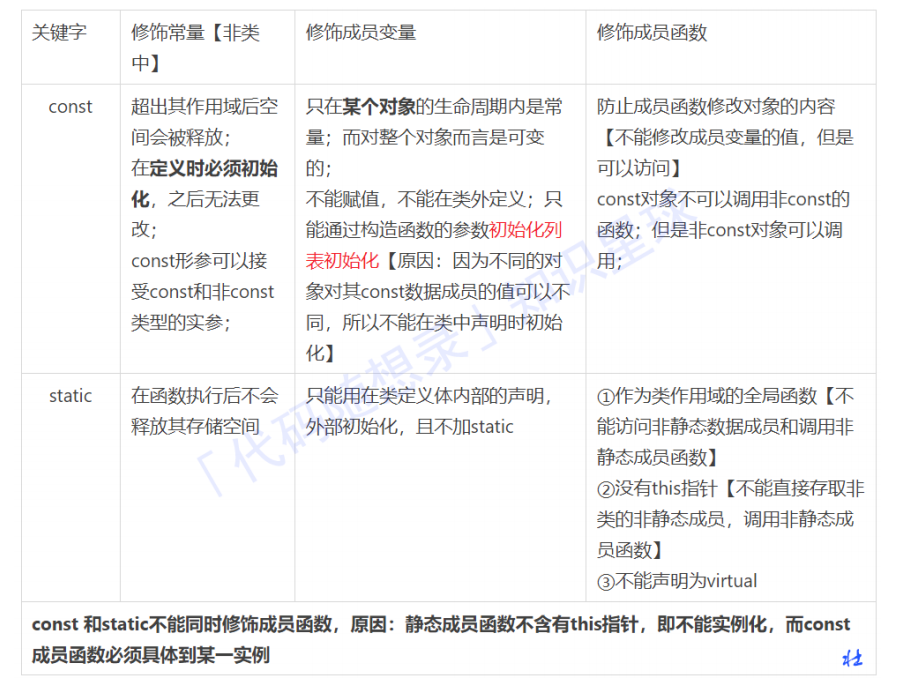 关键字
修饰常量【非类
中】
修饰成员变量
修饰成员函数
const
超出其作用域后空
间会被释放；
在定义时必须初始
化，之后无法更
改；
const形参可以接
受const和非const
类型的实参；
只在某个对象的生命周期内是常
量；而对整个对象而言是可变
的；
不能赋值，不能在类外定义；只
能通过构造函数的参数初始化列
表初始化【原因：因为不同的对
象对其const数据成员的值可以不
同，所以不能在类中声明时初始
化】
防止成员函数修改对象的内容
【不能修改成员变量的值，但是
可以访问】
const对象不可以调用非const的
函数；但是非const对象可以调
用；
static
在函数执行后不会
释放其存储空间
只能用在类定义体内部的声明，
外部初始化，且不加static
①作为类作用域的全局函数【不
能访问非静态数据成员和调用非
静态成员函数】
②没有this指针【不能直接存取非
类的非静态成员，调用非静态成
员函数】
③不能声明为virtual
const 和static不能同时修饰成员函数，原因：静态成员函数不含有this指针，即不能实例化，而const
成员函数必须具体到某一实例
「代码随想录」知识星球